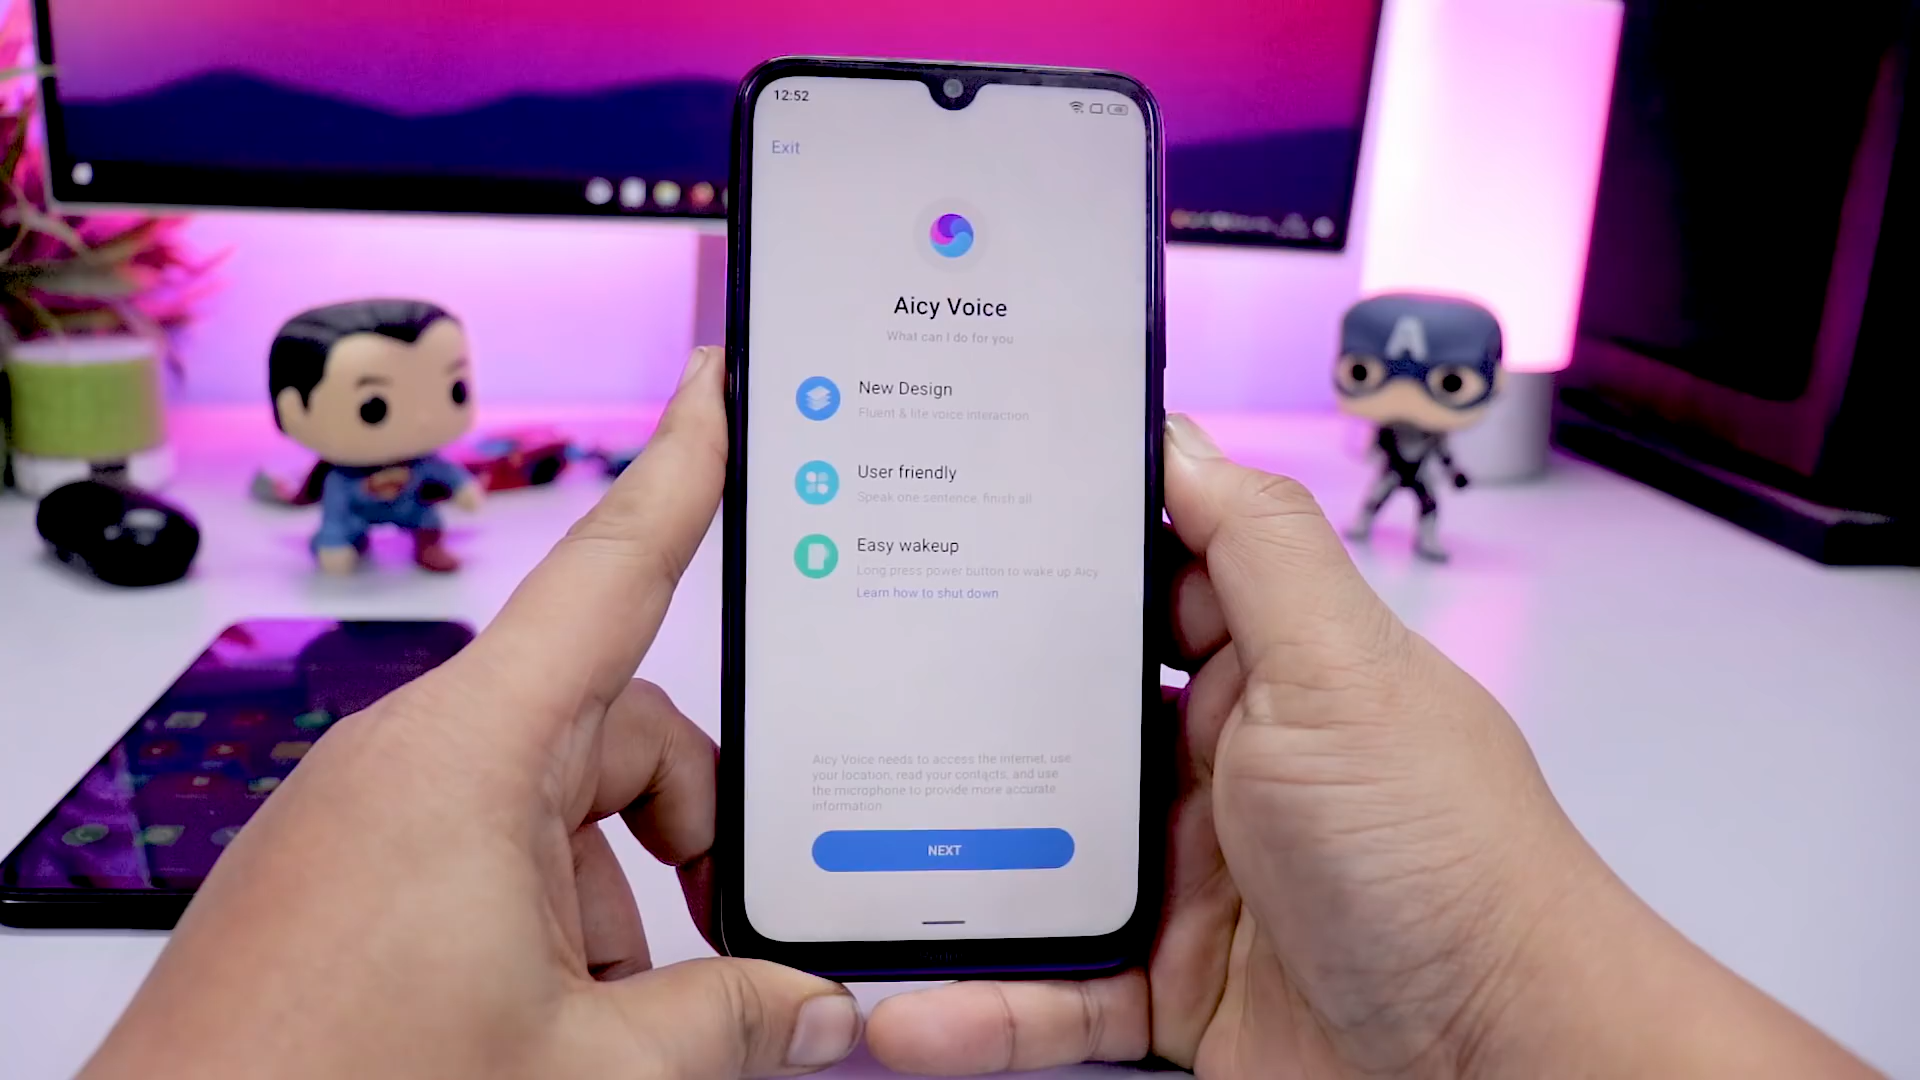 12:52
Exit
Aicy Voice
What can I do for you
New Design
Fluent & lite voice interaction
User friendly
Speak one sentence, finish all
Easy wakeup
Long press power button to wake up Aicy
Learn how to shut down
Aicy Voice needs to access the internet, use
your location, read your contacts, and use
the microphone to provide more accurate
information
NEXT
A